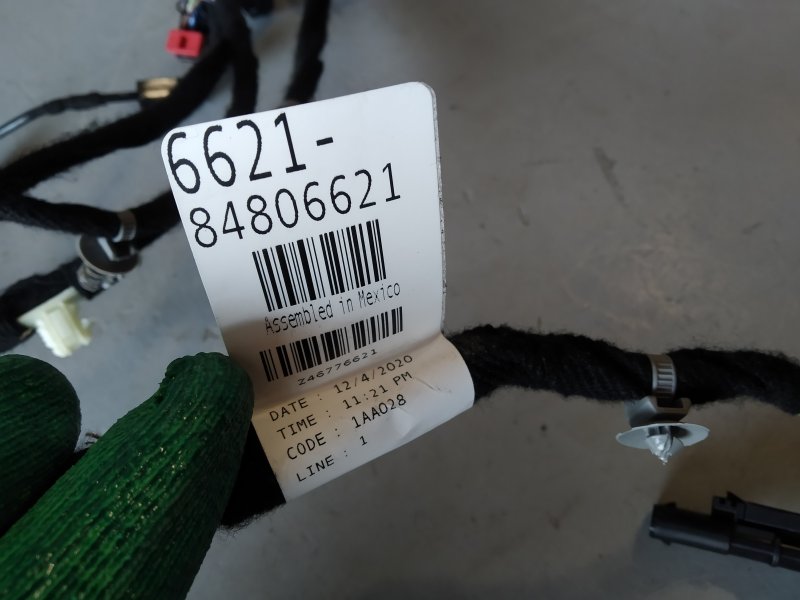 6621-
84806621
Assembled in Mexico
Z46776621
DATE : 12/4/2020
TIME : 11:21 PM
CODE : 1AA028
LINE : 1